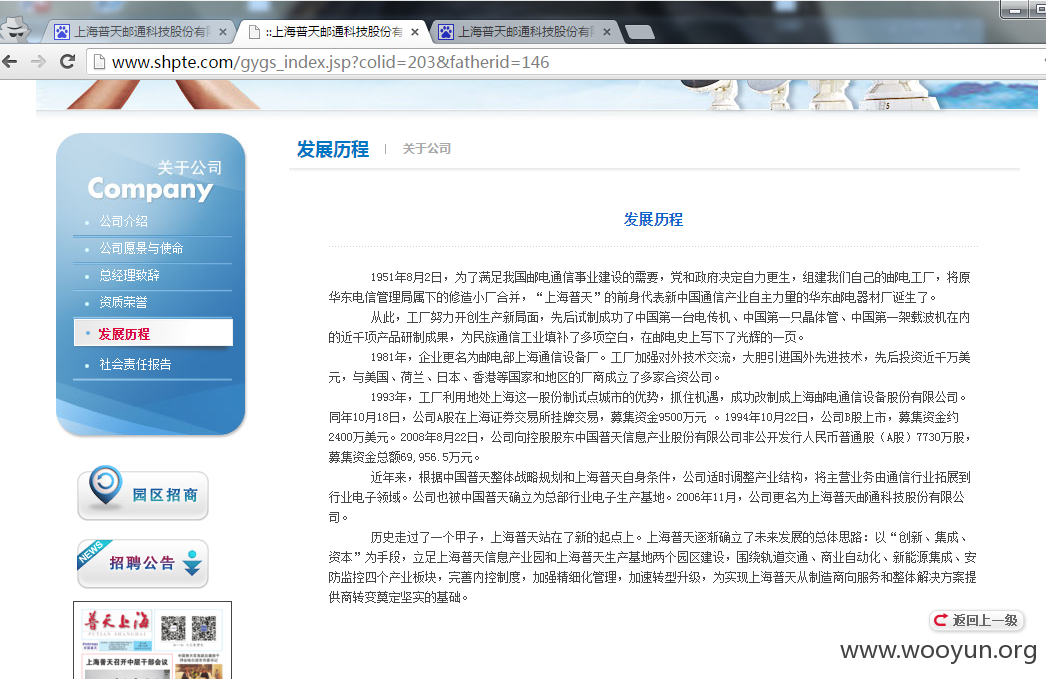 上海普天邮通科技股份有
::上海普天邮通科技股份有
上海普天邮通科技股份有
www.shpte.com/gygs_index.jsp?colid=203&fatherid=146
关于公司
Company
公司介绍
公司愿景与使命
总经理致辞
资质荣誉
发展历程
社会责任报告
园区招商
NEWS
招聘公告
普天上海
PUTIAN SHANGHAI
上海普天召开中层干部会议
发展历程 | 关于公司
发展历程
1951年8月2日，为了满足我国邮电通信事业建设的需要，党和政府决定自力更生，组建我们自己的邮电工厂，将原
华东电信管理局属下的修造小厂合并，“上海普天”的前身代表新中国通信产业自主力量的华东邮电器材厂诞生了。
从此，工厂努力开创生产新局面，先后试制成功了中国第一台电传机、中国第一只晶体管、中国第一架载波机在内
的近千项产品研制成果，为民族通信工业填补了多项空白，在邮电史上写下了光辉的一页。
1981年，企业更名为邮电部上海通信设备厂。工厂加强对外技术交流，大胆引进国外先进技术，先后投资近千万美
元，与美国、荷兰、日本、香港等国家和地区的厂商成立了多家合资公司。
1993年，工厂利用地处上海这一股份制试点城市的优势，抓住机遇，成功改制成上海邮电通信设备股份有限公司。
同年10月18日，公司A股在上海证券交易所挂牌交易，募集资金9500万元 。1994年10月22日，公司B股上市，募集资金约
2400万美元。2008年8月22日，公司向控股股东中国普天信息产业股份有限公司非公开发行人民币普通股（A股）7730万股，
募集资金总额69,956.5万元。
近年来，根据中国普天整体战略规划和上海普天自身条件，公司适时调整产业结构，将主营业务由通信行业拓展到
行业电子领域。公司也被中国普天确立为总部行业电子生产基地。2006年11月，公司更名为上海普天邮通科技股份有限公
司。
历史走过了一个甲子，上海普天站在了新的起点上。上海普天逐渐确立了未来发展的总体思路：以“创新、集成、
资本”为手段，立足上海普天信息产业园和上海普天生产基地两个园区建设，围绕轨道交通、商业自动化、新能源集成、安
防监控四个产业板块，完善内控制度，加强精细化管理，加速转型升级，为实现上海普天从制造商向服务和整体解决方案提
供商转变奠定坚实的基础。
返回上一级
www.wooyun.org